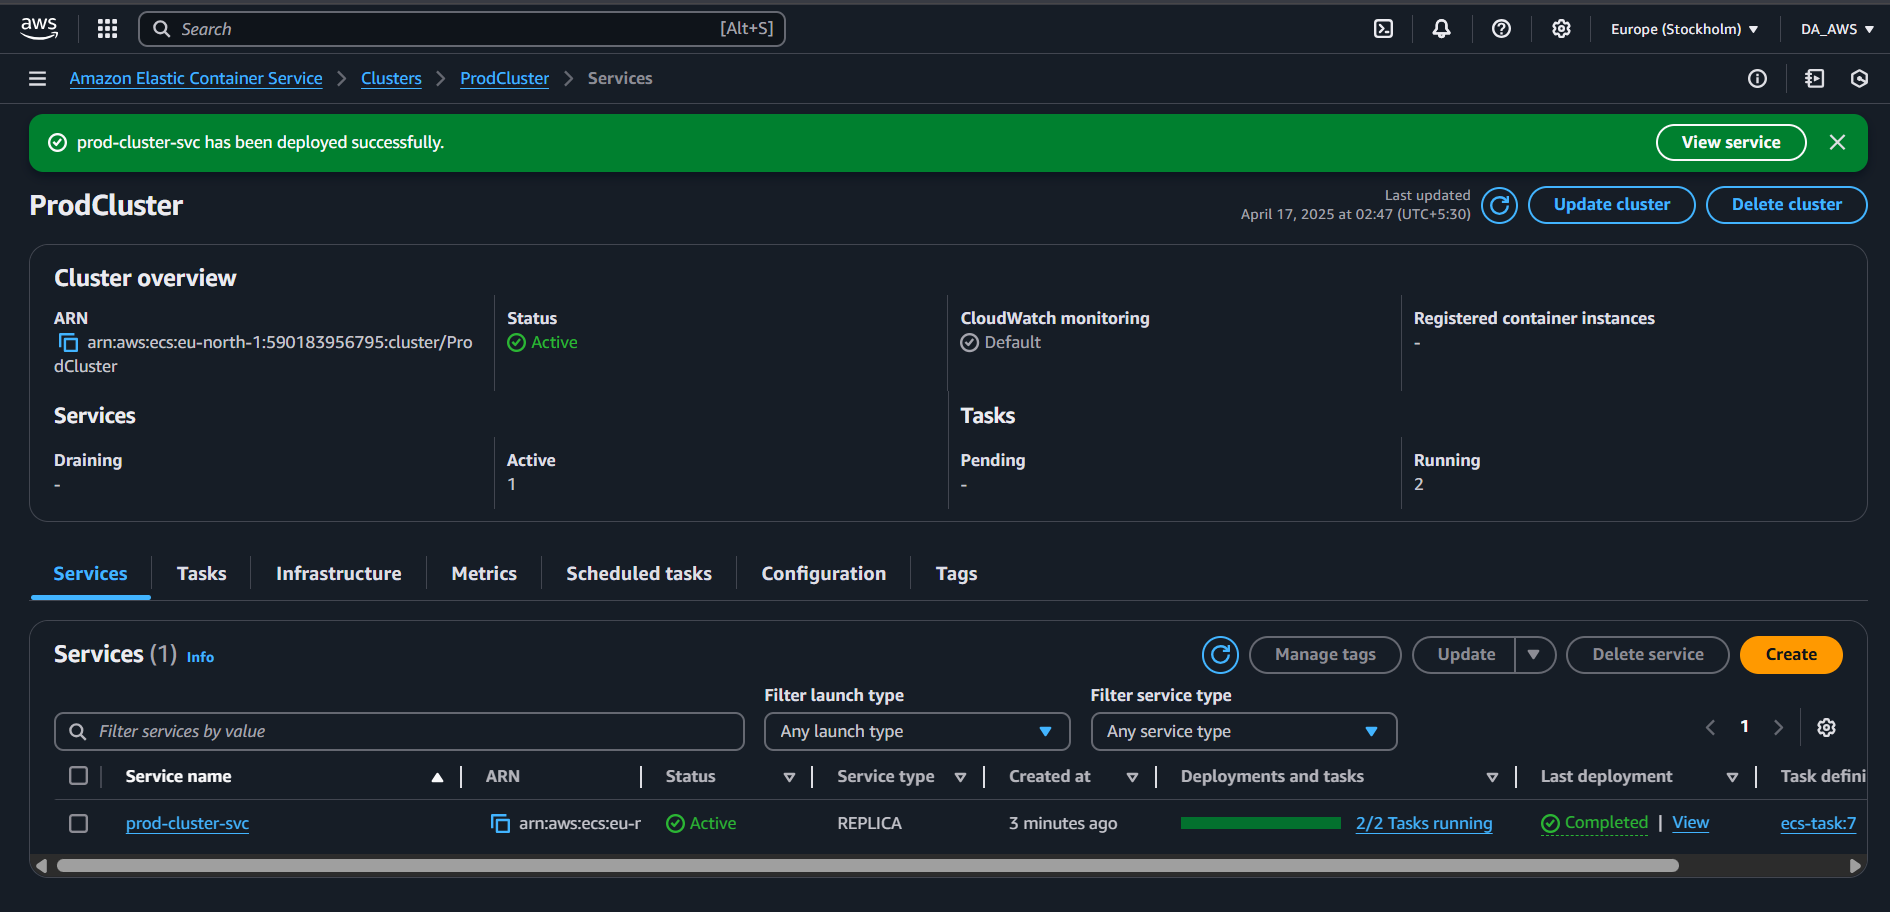 aws
Search [Alt+S] Europe (Stockholm) DA_AWS
Amazon Elastic Container Service Clusters ProdCluster Services
prod-cluster-svc has been deployed successfully. View service
ProdCluster
Last updated
April 17, 2025 at 02:47 (UTC+5:30)
Update cluster Delete cluster
Cluster overview
ARN
arn:aws:ecs:eu-north-1:590183956795:cluster/Pro
dCluster
Status
Active
CloudWatch monitoring
Default
Registered container instances
-
Services
Draining
-
Active
1
Tasks
Pending
-
Running
2
Services Tasks Infrastructure Metrics Scheduled tasks Configuration Tags
Services (1) Info
Manage tags Update Delete service Create
Filter launch type Filter service type
Filter services by value Any launch type Any service type 1
Service name ARN Status Service type Created at Deployments and tasks Last deployment Task defini
prod-cluster-svc arn:aws:ecs:eu-r Active REPLICA 3 minutes ago 2/2 Tasks running Completed | View ecs-task:7